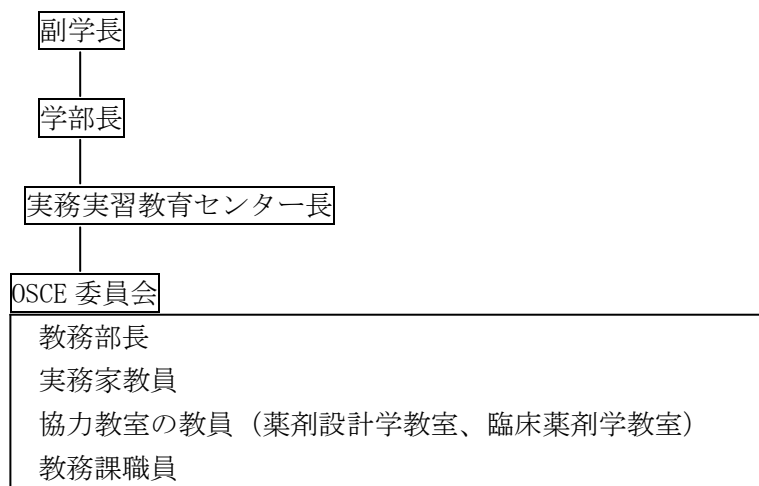 副学長
学部長
実務実習教育センター長
OSCE 委員会
教務部長
実務家教員
協力教室の教員（薬剤設計学教室、臨床薬剤学教室）
教務課職員